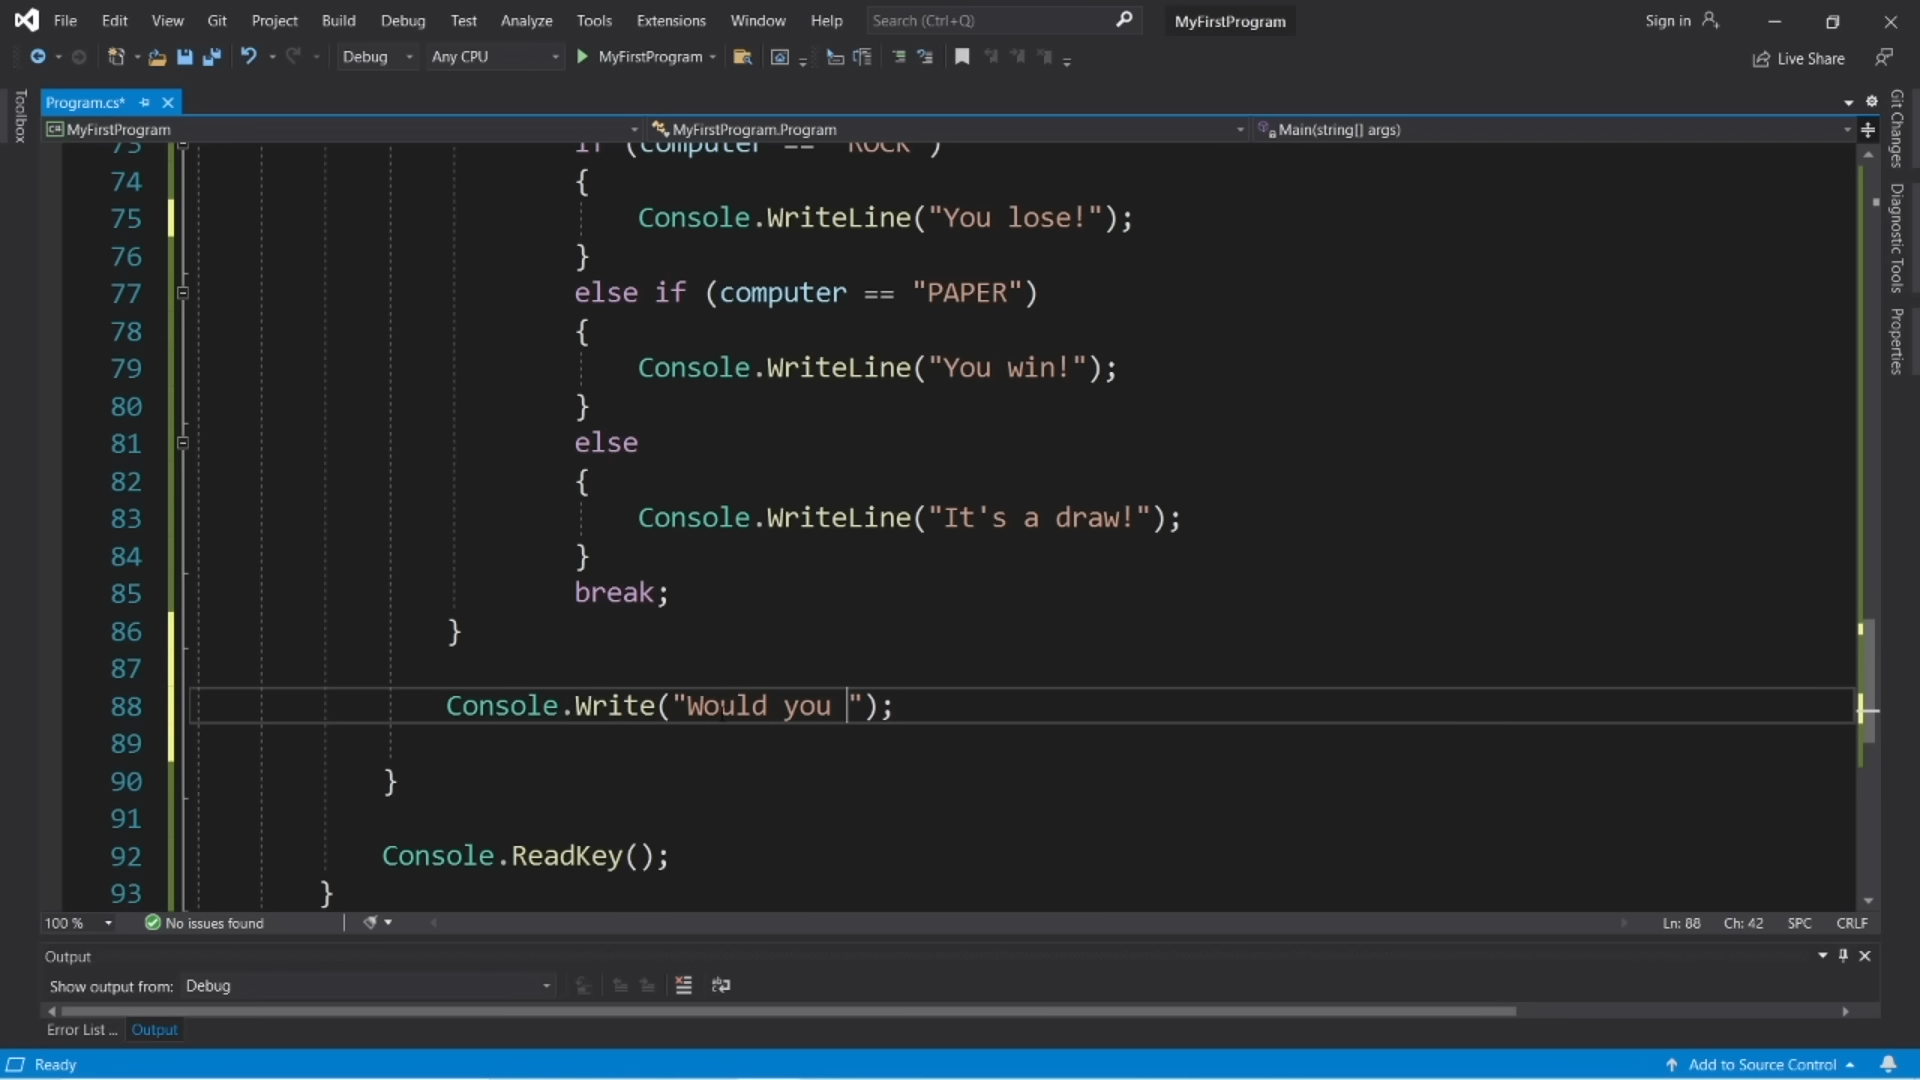 File Edit View Git Project Build Debug Test Analyze Tools Extensions Window Help Search (Ctrl+Q) MyFirstProgram Sign in
Debug Any CPU MyFirstProgram Live Share
Toolbox
Program.cs*
MyFirstProgram MyFirstProgram.Program Main(string[] args)
73 if (computer == "ROCK")
74 {
75 Console.WriteLine("You lose!");
76 }
77 else if (computer == "PAPER")
78 {
79 Console.WriteLine("You win!");
80 }
81 else
82 {
83 Console.WriteLine("It's a draw!");
84 }
85 break;
86 }
87
88 Console.Write("Would you ");
89
90 }
91
92 Console.ReadKey();
93 }
Git Changes
Diagnostic Tools
Properties
100 % No issues found Ln: 88 Ch: 42 SPC CRLF
Output
Show output from: Debug
Error List ... Output
Ready Add to Source Control